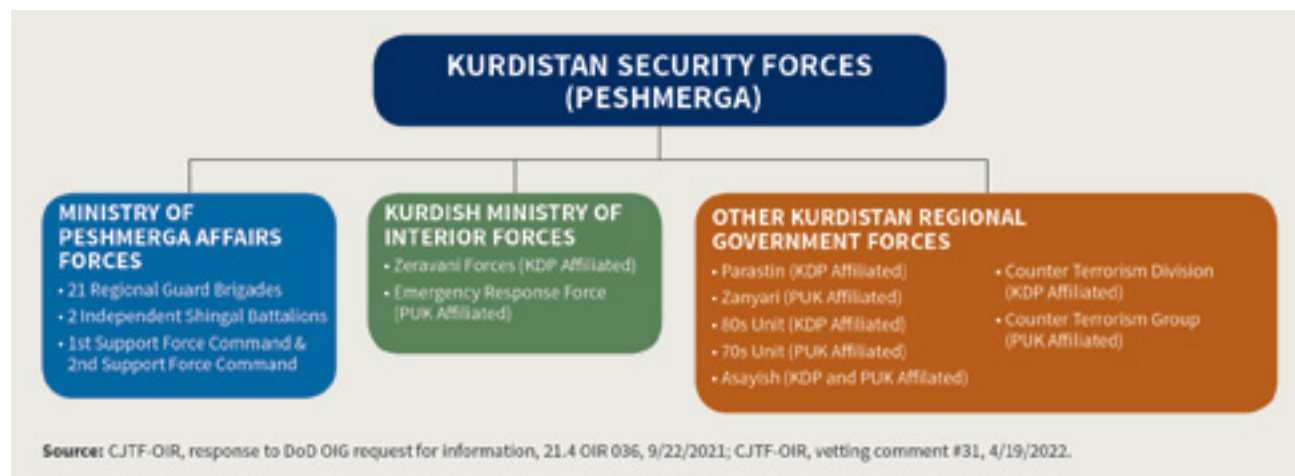 KURDISTAN SECURITY FORCES
(PESHMERGA)
MINISTRY OF
PESHMERGA AFFAIRS
FORCES
• 21 Regional Guard Brigades
• 2 Independent Shingal Battalions
• 1st Support Force Command &
2nd Support Force Command
KURDISH MINISTRY OF
INTERIOR FORCES
• Zeravani Forces (KDP Affiliated)
• Emergency Response Force
(PUK Affiliated)
OTHER KURDISTAN REGIONAL
GOVERNMENT FORCES
• Parastin (KDP Affiliated)
• Zanyari (PUK Affiliated)
• 80s Unit (KDP Affiliated)
• 70s Unit (PUK Affiliated)
• Asayish (KDP and PUK Affiliated)
• Counter Terrorism Division
(KDP Affiliated)
• Counter Terrorism Group
(PUK Affiliated)
Source: CJTF-OIR, response to DoD OIG request for information, 21.4 OIR 036, 9/22/2021; CJTF-OIR, vetting comment #31, 4/19/2022.